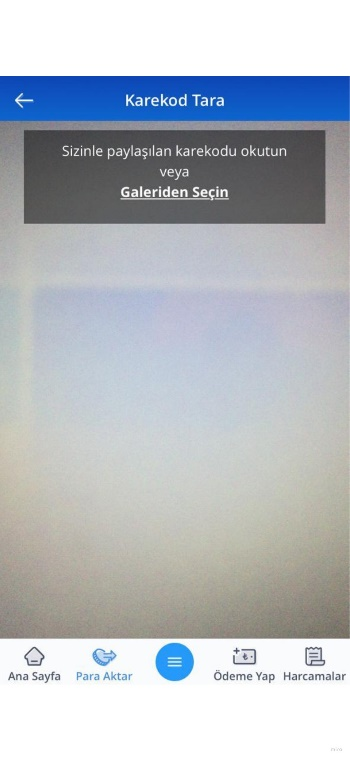 Karekod Tara
Sizinle paylaşılan karekodu okutun
veya
Galeriden Seçin
Ana Sayfa
Para Aktar
Ödeme Yap
Harcamalar